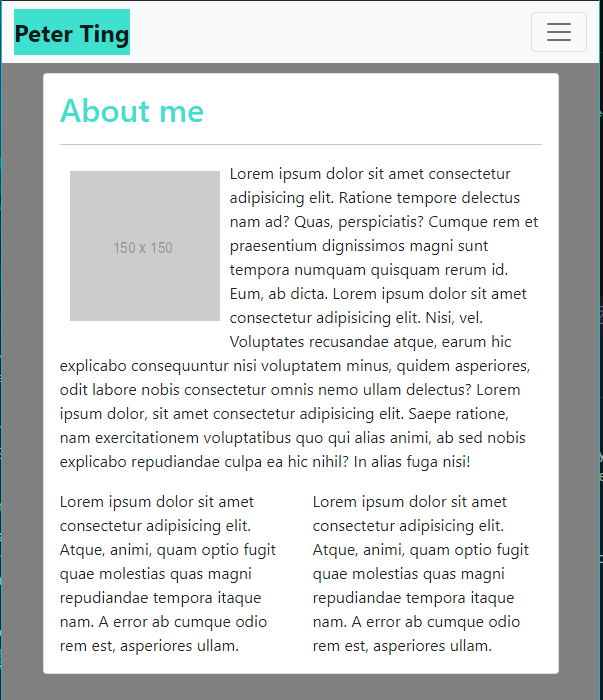 Peter Ting
About me
150 x 150
Lorem ipsum dolor sit amet consectetur
adipisicing elit. Ratione tempore delectus
nam ad? Quas, perspiciatis? Cumque rem et
praesentium dignissimos magni sunt
tempora numquam quisquam rerum id.
Eum, ab dicta. Lorem ipsum dolor sit amet
consectetur adipisicing elit. Nisi, vel.
Voluptates recusandae atque, earum hic
explicabo consequuntur nisi voluptatem minus, quidem asperiores,
odit labore nobis consectetur omnis nemo ullam delectus? Lorem
ipsum dolor, sit amet consectetur adipisicing elit. Saepe ratione,
nam exercitationem voluptatibus quo qui alias animi, ab sed nobis
explicabo repudiandae culpa ea hic nihil? In alias fuga nisi!
Lorem ipsum dolor sit amet
consectetur adipisicing elit.
Atque, animi, quam optio fugit
quae molestias quas magni
repudiandae tempora itaque
nam. A error ab cumque odio
rem est, asperiores ullam.
Lorem ipsum dolor sit amet
consectetur adipisicing elit.
Atque, animi, quam optio fugit
quae molestias quas magni
repudiandae tempora itaque
nam. A error ab cumque odio
rem est, asperiores ullam.